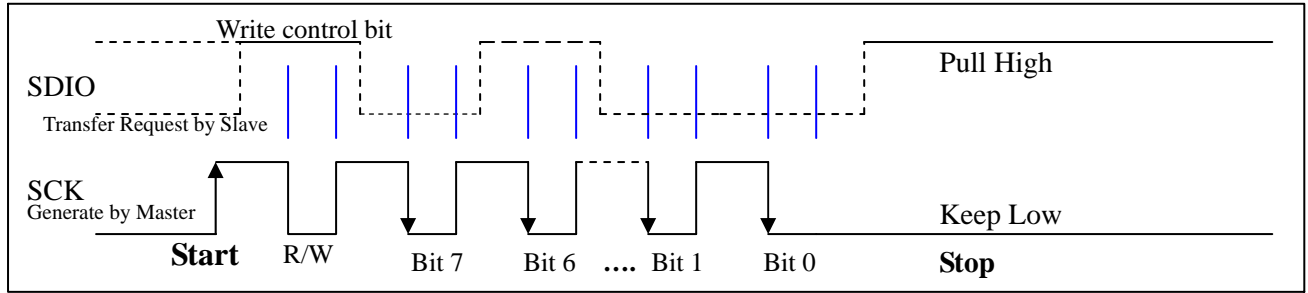 Write control bit
SDIO
Pull High
Transfer Request by Slave
SCK
Generate by Master
Keep Low
Start R/W Bit 7 Bit 6 .... Bit 1 Bit 0 Stop